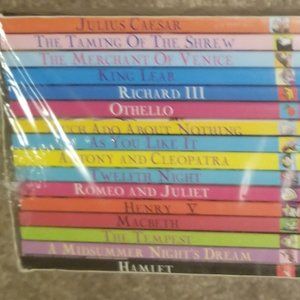 JULIUS CAESAR
THE TAMING OF THE SHREW
THE MERCHANT OF VENICE
KING LEAR
RICHARD III
OTHELLO
ADO ABOUT NOTHING
AS YOU LIKE IT
ANTONY AND CLEOPATRA
TWELFTH NIGHT
ROMEO AND JULIET
HENRY V
MACBETH
THE TEMPEST
A MIDSUMMER NIGHT'S DREAM
HAMLET